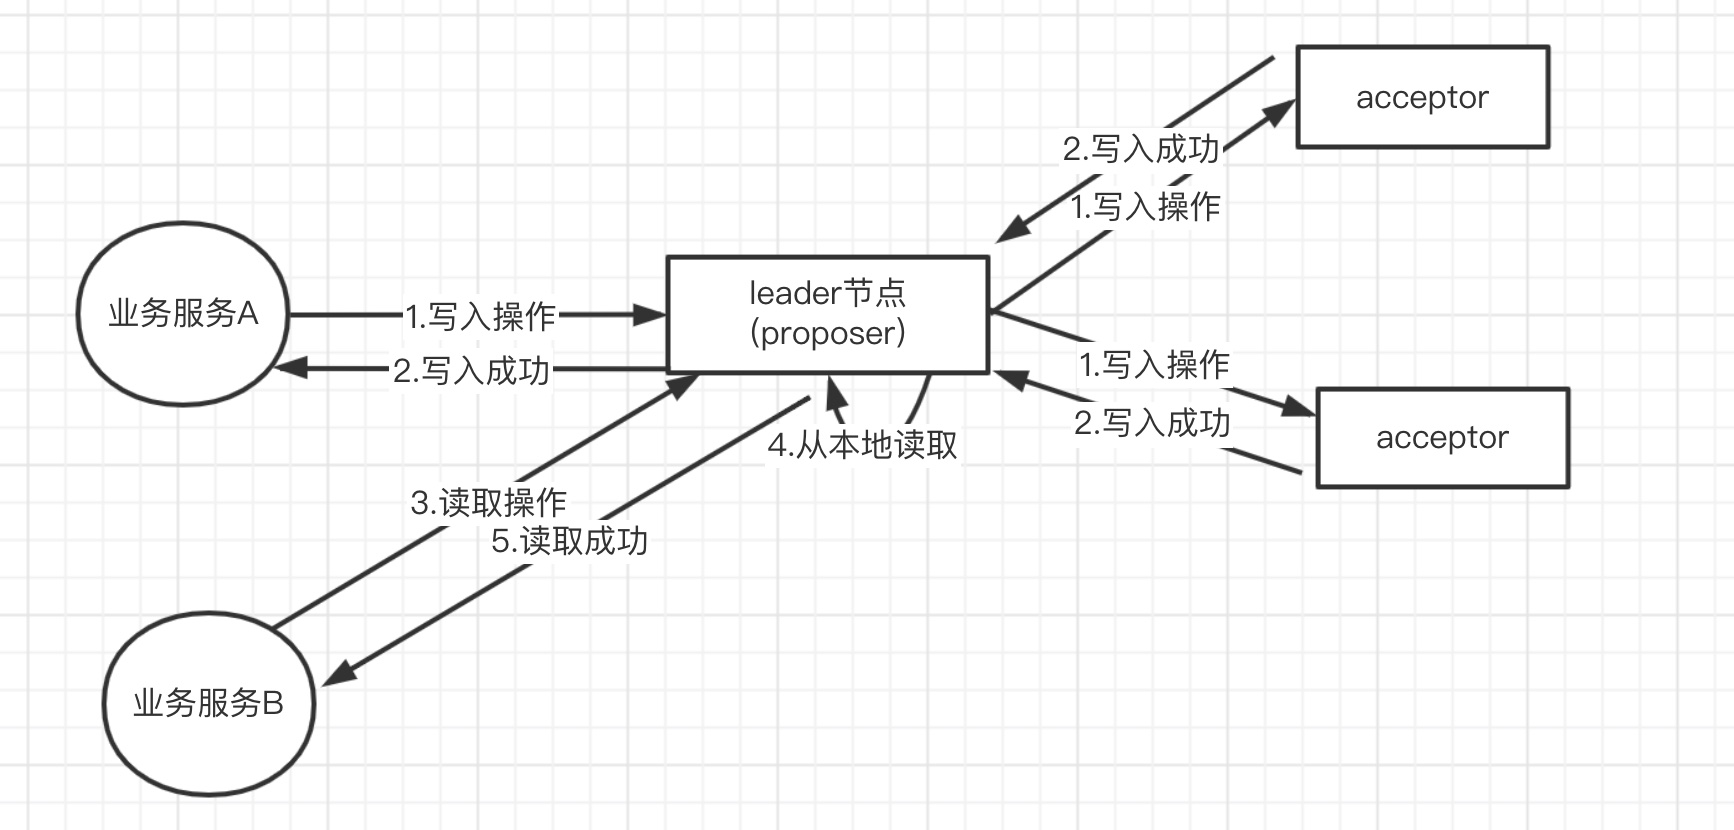 acceptor
2.写入成功
1.写入操作
leader节点
(proposer)
业务服务A
1.写入操作
2.写入成功
1.写入操作
2.写入成功
acceptor
4.从本地读取
3.读取操作
5.读取成功
业务服务B